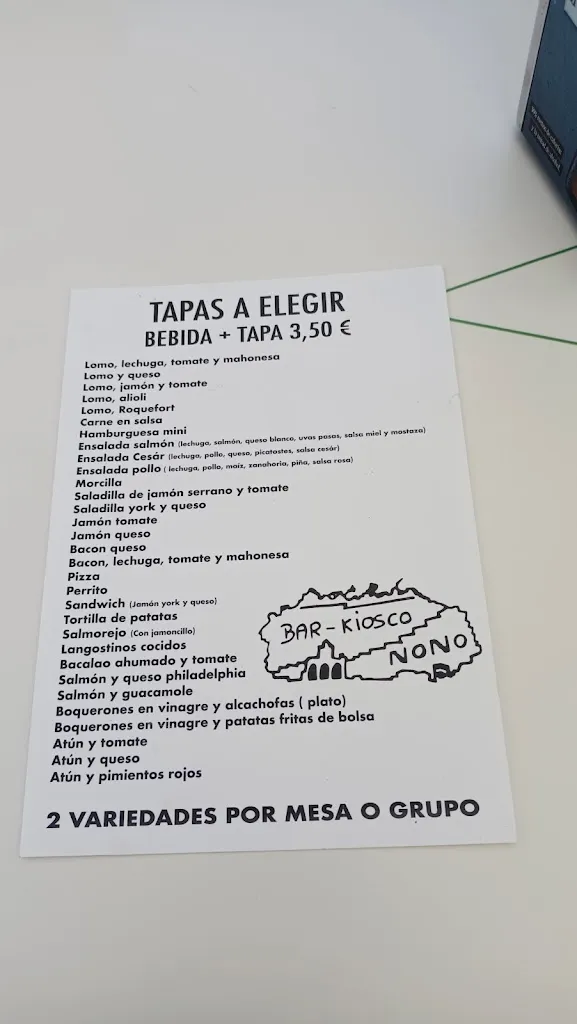 TAPAS A ELEGIR
BEBIDA + TAPA 3,50 €
Lomo, lechuga, tomate y mahonesa
Lomo y queso
Lomo, jamón y tomate
Lomo, alioli
Lomo, Roquefort
Carne en salsa
Hamburguesa mini
Ensalada salmón (lechuga, salmón, queso blanco, uvas pasas, salsa miel y mostaza)
Ensalada Cesár (lechuga, pollo, queso, picatostes, salsa cesár)
Ensalada pollo ( lechuga, pollo, maíz, zanahoria, piña, salsa rosa)
Morcilla
Saladilla de jamón serrano y tomate
Saladilla york y queso
Jamón tomate
Jamón queso
Bacon queso
Bacon, lechuga, tomate y mahonesa
Pizza
Perrito
Sandwich (Jamón york y queso)
Tortilla de patatas
Salmorejo (Con jamoncillo)
Langostinos cocidos
Bacalao ahumado y tomate
Salmón y queso philadelphia
Salmón y guacamole
Boquerones en vinagre y alcachofas ( plato)
Boquerones en vinagre y patatas fritas de bolsa
Atún y tomate
Atún y queso
Atún y pimientos rojos
BAR-KIOSCO
NONO
2 VARIEDADES POR MESA O GRUPO